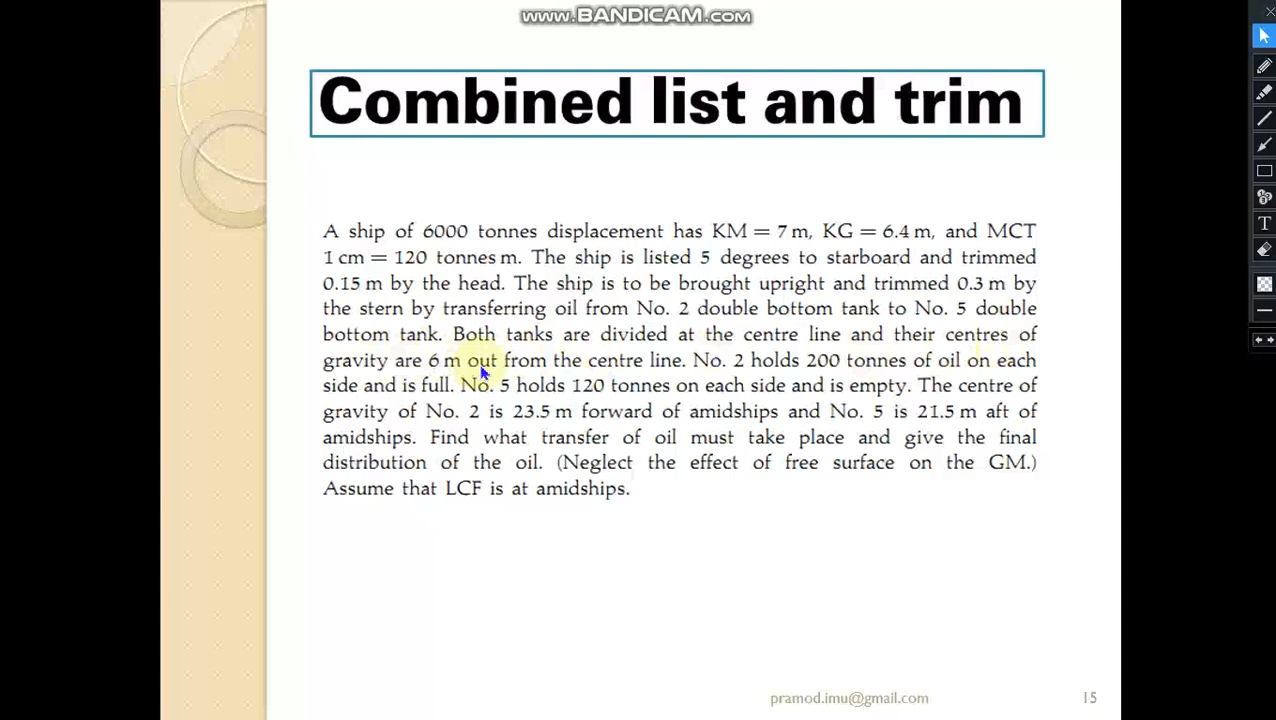 www.BANDICAM.com
Combined list and trim
A ship of 6000 tonnes displacement has KM = 7 m, KG = 6.4 m, and MCT
1 cm = 120 tonnes m. The ship is listed 5 degrees to starboard and trimmed
0.15 m by the head. The ship is to be brought upright and trimmed 0.3 m by
the stern by transferring oil from No. 2 double bottom tank to No. 5 double
bottom tank. Both tanks are divided at the centre line and their centres of
gravity are 6 m out from the centre line. No. 2 holds 200 tonnes of oil on each
side and is full. No. 5 holds 120 tonnes on each side and is empty. The centre of
gravity of No. 2 is 23.5 m forward of amidships and No. 5 is 21.5 m aft of
amidships. Find what transfer of oil must take place and give the final
distribution of the oil. (Neglect the effect of free surface on the GM.)
Assume that LCF is at amidships.
pramod.imu@gmail.com
15